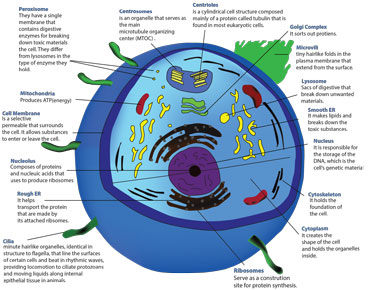 Peroxisome
They have a single
membrane that
contains digestive
enzymes for breaking
down toxic materials
the cell. They differ
from lysosomes in the
type of enzyme they
hold.
Centrosomes
is an organelle that serves as
the main
microtubule organizing
center (MTOC).
Centrioles
is a cylindrical cell structure composed
mainly of a protein called tubulin that is
found in most eukaryotic cells.
Golgi Complex
It sorts out protiens.
Microvili
tiny hairlike folds in the
plasma membrane that
extend from the surface.
Lysosome
Sacs of digestive that
break down unwanted
materials.
Smooth ER
It makes lipids and
breaks down the
toxic substances.
Nucleus
It is responsible for
the storage of the
DNA, which is the
cell's genetic material
Cytoskeleton
It holds the
foundation of the
cell.
Cytoplasm
It creates the
shape of the cell
and holds the
organelles inside.
Mitochondria
Produces ATP(energy)
Cell Membrane
is a selective
permeable that surrounds
the cell. It allows substances
to enter or leave the cell.
Nucleolus
Composes of protiens
and nucleic acids that
uses to produce ribosomes
Rough ER
It helps
transport the protein
that are made by
its attached ribosomes.
Cilia
minute hairlike organelles, identical in
structure to flagella, that line the surfaces
of certain cells and beat in rhythmic waves,
providing locomotion to ciliate protozoans
and moving liquids along internal
epithelial tissue in animals.
Ribosomes
Serve as a constrution
site for protein synthesis.